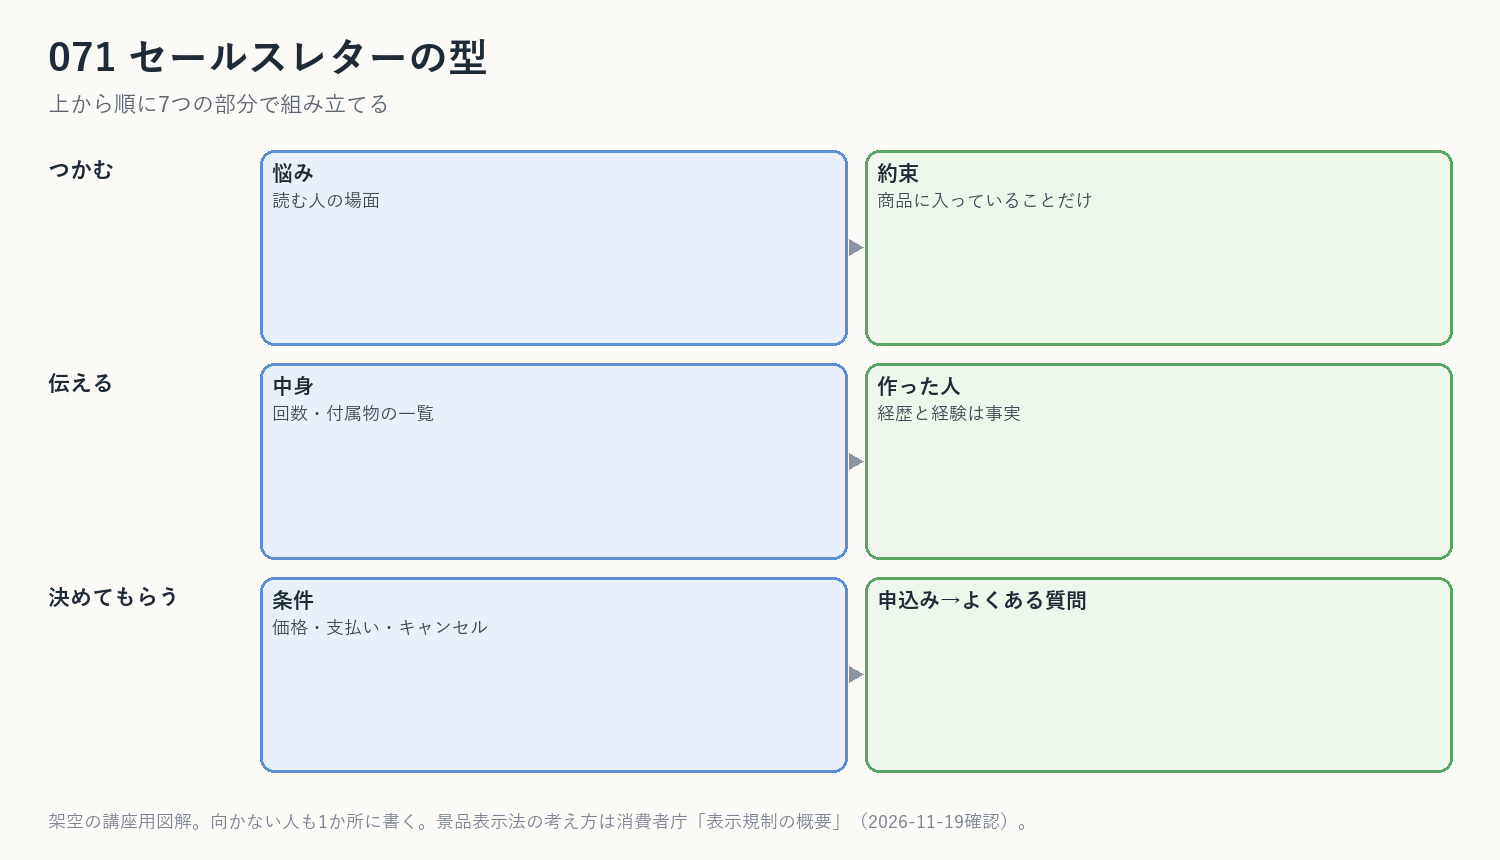 071 セールスレターの型
上から順に7つの部分で組み立てる
つかむ
悩み
読む人の場面
約束
商品に入っていることだけ
伝える
中身
回数・付属物の一覧
作った人
経歴と経験は事実
決めてもらう
条件
価格・支払い・キャンセル
申込み→よくある質問
架空の講座用図解。向かない人も1か所に書く。景品表示法の考え方は消費者庁「表示規制の概要」（2026-11-19確認）。